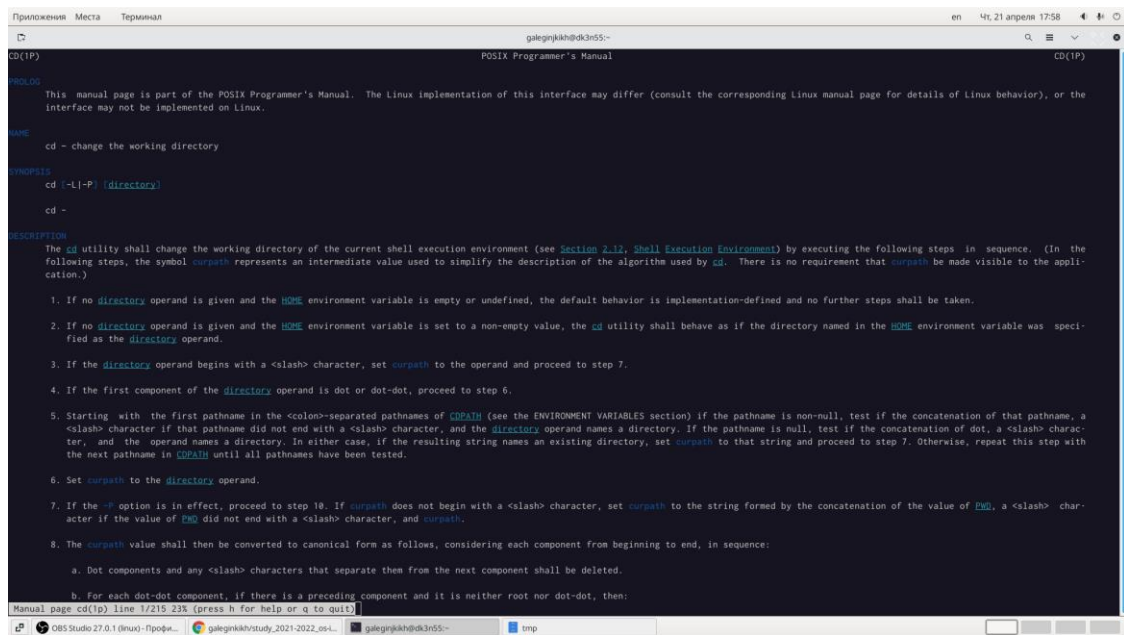 Приложения Места Терминал en Чт, 21 апреля 17:58
galeginjkikh@dk3n55:~
CD(1P) POSIX Programmer's Manual CD(1P)
PROLOG
This manual page is part of the POSIX Programmer's Manual. The Linux implementation of this interface may differ (consult the corresponding Linux manual page for details of Linux behavior), or the
interface may not be implemented on Linux.
NAME
cd - change the working directory
SYNOPSIS
cd [-L|-P] [directory]
cd -
DESCRIPTION
The cd utility shall change the working directory of the current shell execution environment (see Section 2.12, Shell Execution Environment) by executing the following steps in sequence. (In the
following steps, the symbol curpath represents an intermediate value used to simplify the description of the algorithm used by cd. There is no requirement that curpath be made visible to the appli-
cation.)
1. If no directory operand is given and the HOME environment variable is empty or undefined, the default behavior is implementation-defined and no further steps shall be taken.
2. If no directory operand is given and the HOME environment variable is set to a non-empty value, the cd utility shall behave as if the directory named in the HOME environment variable was speci-
fied as the directory operand.
3. If the directory operand begins with a <slash> character, set curpath to the operand and proceed to step 7.
4. If the first component of the directory operand is dot or dot-dot, proceed to step 6.
5. Starting with the first pathname in the <colon>-separated pathnames of CDPATH (see the ENVIRONMENT VARIABLES section) if the pathname is non-null, test if the concatenation of that pathname, a
<slash> character if that pathname did not end with a <slash> character, and the directory operand names a directory. If the pathname is null, test if the concatenation of dot, a <slash> charac-
ter, and the operand names a directory. In either case, if the resulting string names an existing directory, set curpath to that string and proceed to step 7. Otherwise, repeat this step with
the next pathname in CDPATH until all pathnames have been tested.
6. Set curpath to the directory operand.
7. If the -P option is in effect, proceed to step 10. If curpath does not begin with a <slash> character, set curpath to the string formed by the concatenation of the value of PWD, a <slash> char-
acter if the value of PWD did not end with a <slash> character, and curpath.
8. The curpath value shall then be converted to canonical form as follows, considering each component from beginning to end, in sequence:
a. Dot components and any <slash> characters that separate them from the next component shall be deleted.
b. For each dot-dot component, if there is a preceding component and it is neither root nor dot-dot, then:
Manual page cd(1p) line 1/215 23% (press h for help or q to quit)
OBS Studio 27.0.1 (linux) - Профи... galeginkikh/study_2021-2022_os-i... galeginjkikh@dk3n55:~ tmp